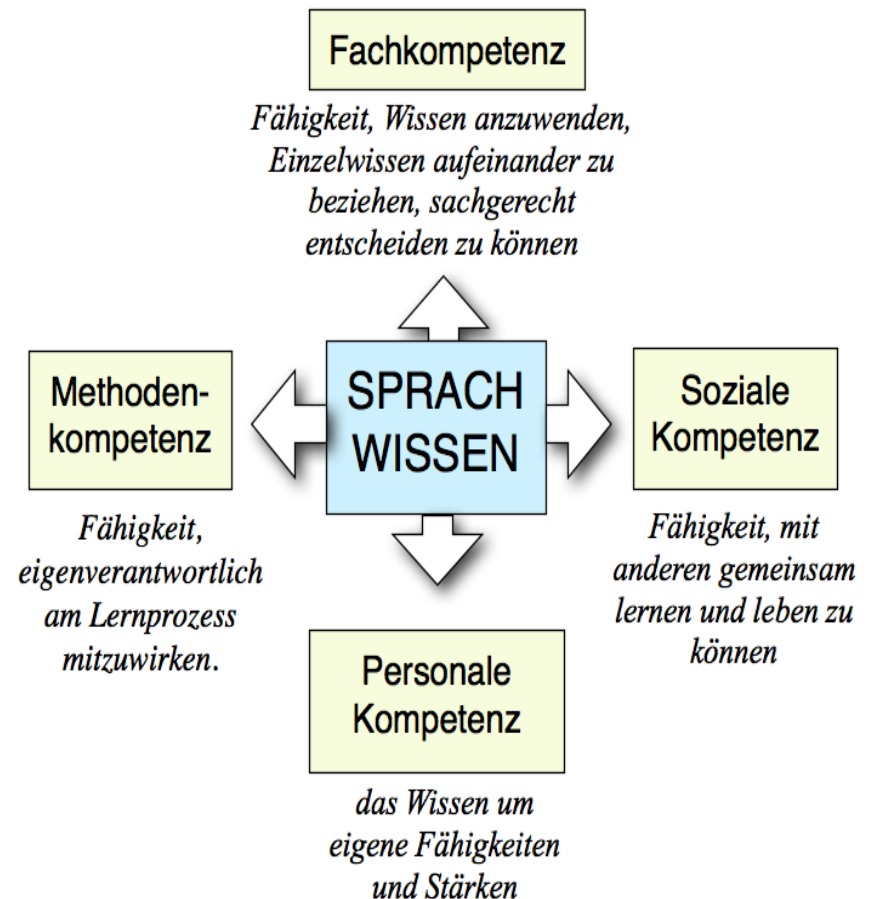 Fachkompetenz
Fähigkeit, Wissen anzuwenden,
Einzelwissen aufeinander zu
beziehen, sachgerecht
entscheiden zu können
Methoden-
kompetenz
Fähigkeit,
eigenverantwortlich
am Lernprozess
mitzuwirken.
SPRACH
WISSEN
Soziale
Kompetenz
Fähigkeit, mit
anderen gemeinsam
lernen und leben zu
können
Personale
Kompetenz
das Wissen um
eigene Fähigkeiten
und Stärken